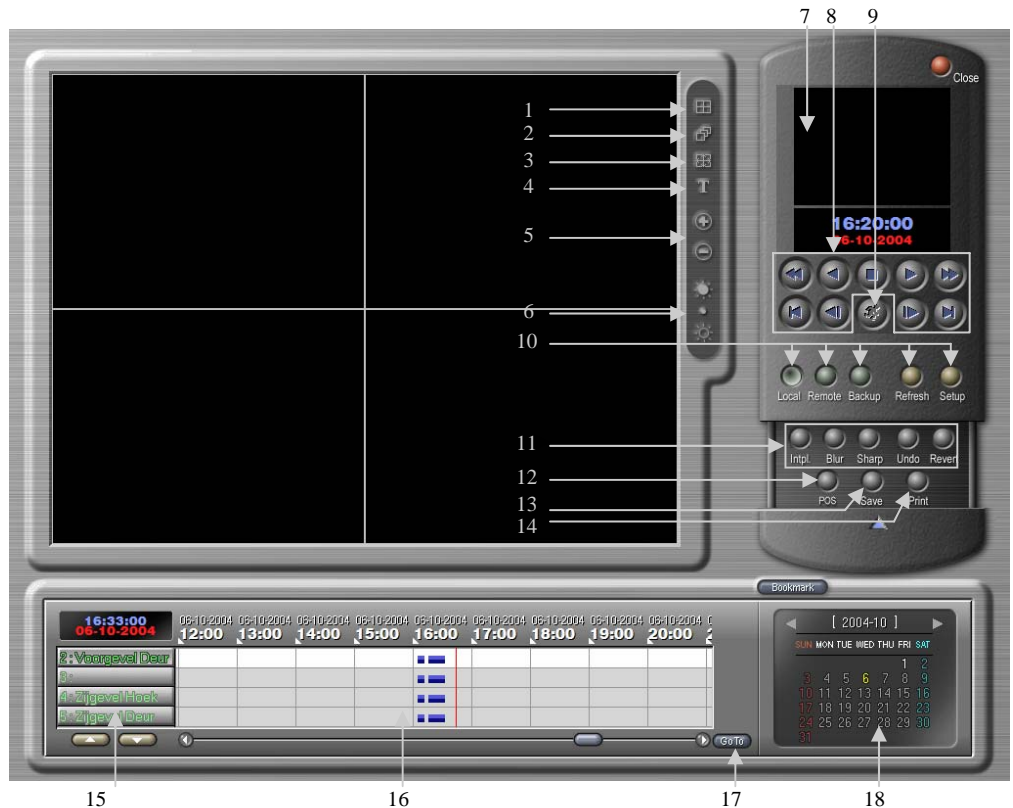 7 8 9
Close
1
2
3
4
T
5
6
16:20:00
06-10-2004
10
Local Remote Backup Refresh Setup
11
Intpl. Blur Sharp Undo Rever
12
POS Save Print
13
14
Bookmark
16:33:00
06-10-2004
06-10-2004 06-10-2004 06-10-2004 06-10-2004 06-10-2004 06-10-2004 06-10-2004 06-10-2004 06-10-2004
12:00 13:00 14:00 15:00 16:00 17:00 18:00 19:00 20:00 2
2:Voorgevel Deur
3:
4:Zijgevel Hoek
5:Zijgevel Deur
GoTo
[ 2004-10 ]
SUN MON TUE WED THU FRI SAT
1 2
3 4 5 6 7 8 9
10 11 12 13 14 15 16
17 18 19 20 21 22 23
24 25 26 27 28 29 30
31
15 16 17 18